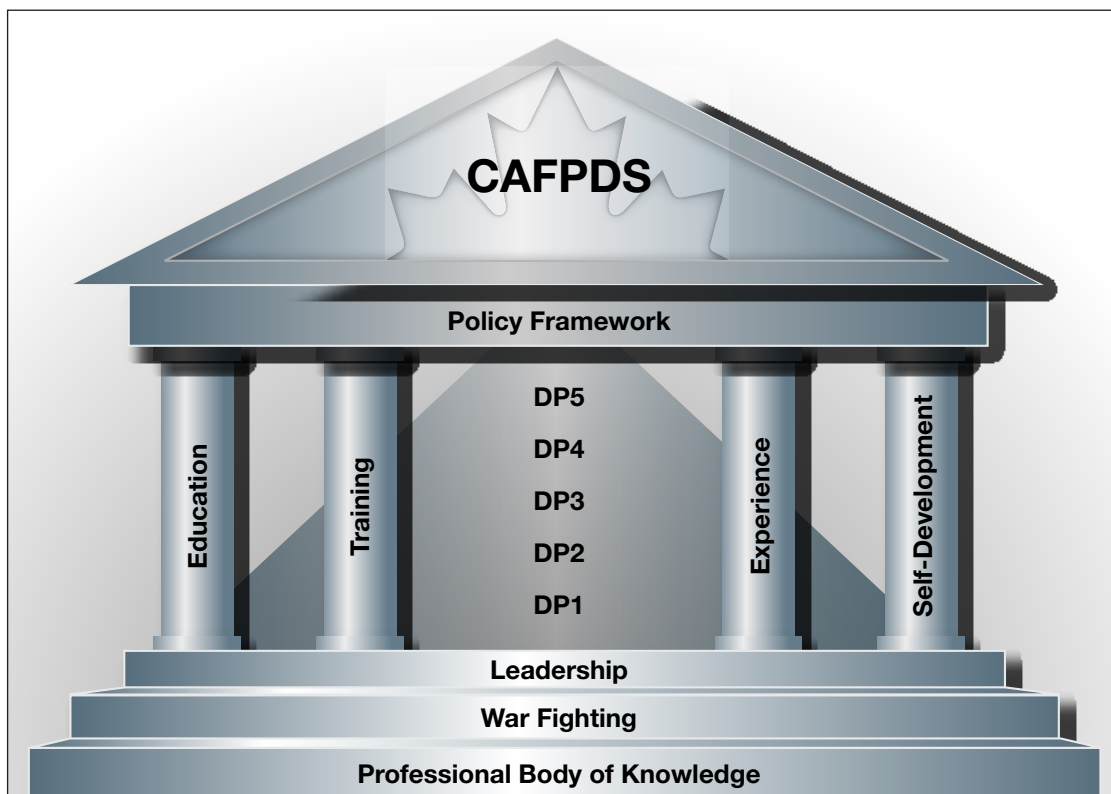 CAFPDS
Policy Framework
Education
Training
DP5
DP4
DP3
DP2
DP1
Experience
Self-Development
Leadership
War Fighting
Professional Body of Knowledge